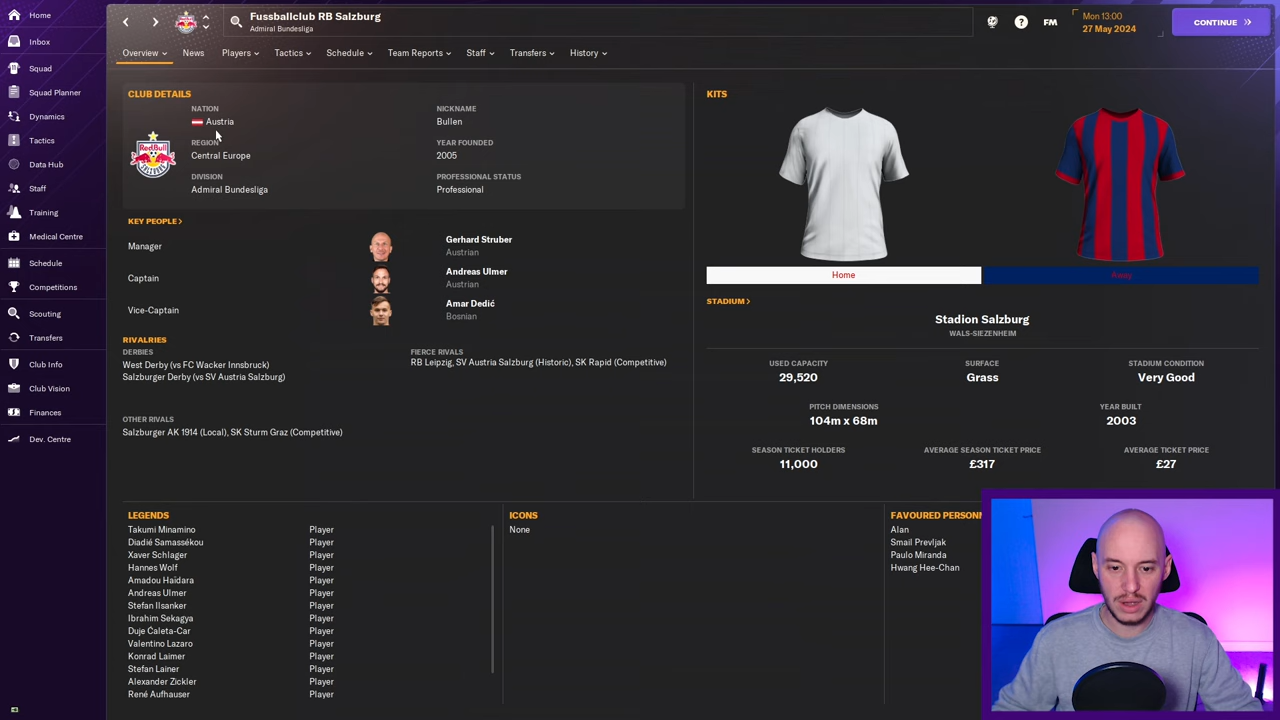 Home
Inbox
Squad
Squad Planner
Dynamics
Tactics
Data Hub
Staff
Training
Medical Centre
Schedule
Competitions
Scouting
Transfers
Club Info
Club Vision
Finances
Dev. Centre
Fussballclub RB Salzburg
Admiral Bundesliga
FM
Mon 13:00
27 May 2024
CONTINUE
Overview
News
Players
Tactics
Schedule
Team Reports
Staff
Transfers
History
CLUB DETAILS
NATION
Austria
REGION
Central Europe
DIVISION
Admiral Bundesliga
NICKNAME
Bullen
YEAR FOUNDED
2005
PROFESSIONAL STATUS
Professional
RedBull
SALZBURG
KEY PEOPLE >
Manager
Gerhard Struber
Austrian
Captain
Andreas Ulmer
Austrian
Vice-Captain
Amar Dedić
Bosnian
RIVALRIES
DERBIES
West Derby (vs FC Wacker Innsbruck)
Salzburger Derby (vs SV Austria Salzburg)
FIERCE RIVALS
RB Leipzig, SV Austria Salzburg (Historic), SK Rapid (Competitive)
OTHER RIVALS
Salzburger AK 1914 (Local), SK Sturm Graz (Competitive)
KITS
Home
Away
STADIUM >
Stadion Salzburg
WALS-SIEZENHEIM
USED CAPACITY
29,520
SURFACE
Grass
STADIUM CONDITION
Very Good
PITCH DIMENSIONS
104m x 68m
YEAR BUILT
2003
SEASON TICKET HOLDERS
11,000
AVERAGE SEASON TICKET PRICE
£317
AVERAGE TICKET PRICE
£27
LEGENDS
Takumi Minamino Player
Diadié Samassékou Player
Xaver Schlager Player
Hannes Wolf Player
Amadou Haïdara Player
Andreas Ulmer Player
Stefan Ilsanker Player
Ibrahim Sekagya Player
Duje Ćaleta-Car Player
Valentino Lazaro Player
Konrad Laimer Player
Stefan Lainer Player
Alexander Zickler Player
René Aufhauser Player
ICONS
None
FAVOURED PERSONN
Alan
Smail Prevljak
Paulo Miranda
Hwang Hee-Chan